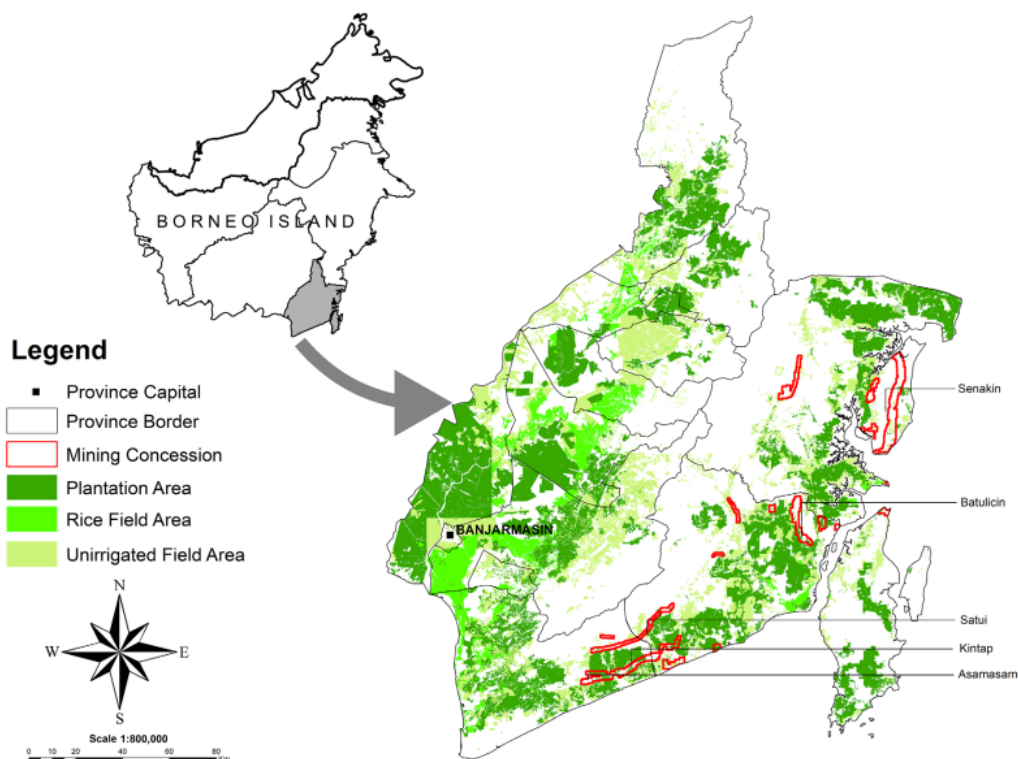 BORNEO ISLAND
Legend
Province Capital
Province Border
Mining Concession
Plantation Area
Rice Field Area
Unirrigated Field Area
N
W E
S
Scale 1:800,000
0 10 20 40 60 80
BANJARMASIN
Senakin
Batulicin
Satui
Kintap
Asamasam